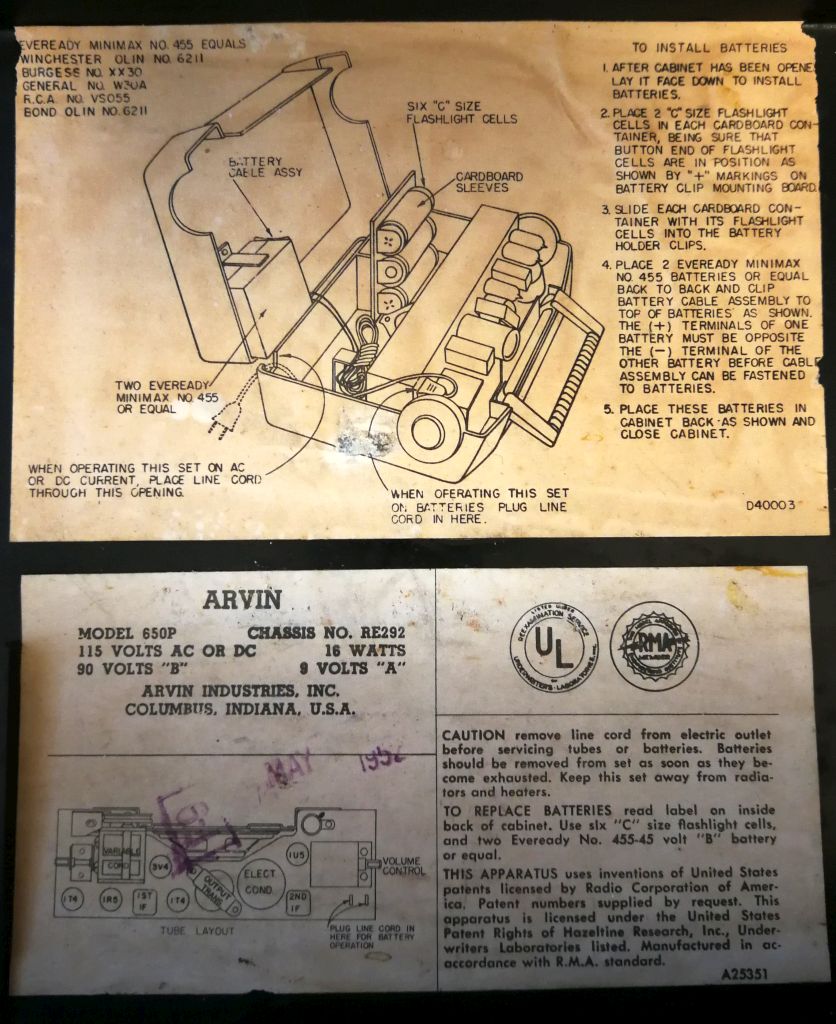 EVEREADY MINIMAX NO. 455 EQUALS
WINCHESTER OLIN NO. 6211
BURGESS NO. XX30
GENERAL NO. W30A
R.C.A. NO. VS055
BOND OLIN NO. 6211
BATTERY
CABLE ASSY
SIX "C" SIZE
FLASHLIGHT CELLS
CARDBOARD
SLEEVES
TWO EVEREADY
MINIMAX NO. 455
OR EQUAL
WHEN OPERATING THIS SET ON AC
OR DC CURRENT, PLACE LINE CORD
THROUGH THIS OPENING.
WHEN OPERATING THIS SET
ON BATTERIES PLUG LINE
CORD IN HERE.
TO INSTALL BATTERIES
1. AFTER CABINET HAS BEEN OPENE
LAY IT FACE DOWN TO INSTALL
BATTERIES.
2. PLACE 2 "C" SIZE FLASHLIGHT
CELLS IN EACH CARDBOARD CON-
TAINER, BEING SURE THAT
BUTTON END OF FLASHLIGHT
CELLS ARE IN POSITION AS
SHOWN BY "+" MARKINGS ON
BATTERY CLIP MOUNTING BOARD.
3. SLIDE EACH CARDBOARD CON-
TAINER WITH ITS FLASHLIGHT
CELLS INTO THE BATTERY
HOLDER CLIPS.
4. PLACE 2 EVEREADY MINIMAX
NO. 455 BATTERIES OR EQUAL
BACK TO BACK AND CLIP
BATTERY CABLE ASSEMBLY TO
TOP OF BATTERIES AS SHOWN.
THE (+) TERMINALS OF ONE
BATTERY MUST BE OPPOSITE
THE (-) TERMINAL OF THE
OTHER BATTERY BEFORE CABLE
ASSEMBLY CAN BE FASTENED
TO BATTERIES.
5. PLACE THESE BATTERIES IN
CABINET BACK AS SHOWN AND
CLOSE CABINET.
D40003
ARVIN
MODEL 650P CHASSIS NO. RE292
115 VOLTS AC OR DC 16 WATTS
90 VOLTS "B" 9 VOLTS "A"
ARVIN INDUSTRIES, INC.
COLUMBUS, INDIANA, U.S.A.
MAY 1952
VARIABLE
COND
3V4
OUTPUT
TRANS
ELECT
COND.
1U5
VOLUME
CONTROL
1T4
1R5
1ST
IF
1T4
2ND
IF
TUBE LAYOUT
PLUG LINE CORD IN
HERE FOR BATTERY
OPERATION
LISTED UNDER
REEXAMINATION SERVICE
UL
UNDERWRITERS LABORATORIES, INC.
RMA
MEMBER
CAUTION remove line cord from electric outlet
before servicing tubes or batteries. Batteries
should be removed from set as soon as they be-
come exhausted. Keep this set away from radia-
tors and heaters.
TO REPLACE BATTERIES read label on inside
back of cabinet. Use six "C" size flashlight cells,
and two Eveready No. 455-45 volt "B" battery
or equal.
THIS APPARATUS uses inventions of United States
patents licensed by Radio Corporation of Amer-
ica. Patent numbers supplied by request. This
apparatus is licensed under the United States
Patent Rights of Hazeltine Research, Inc., Under-
writers Laboratories listed. Manufactured in ac-
accordance with R.M.A. standard.
A25351